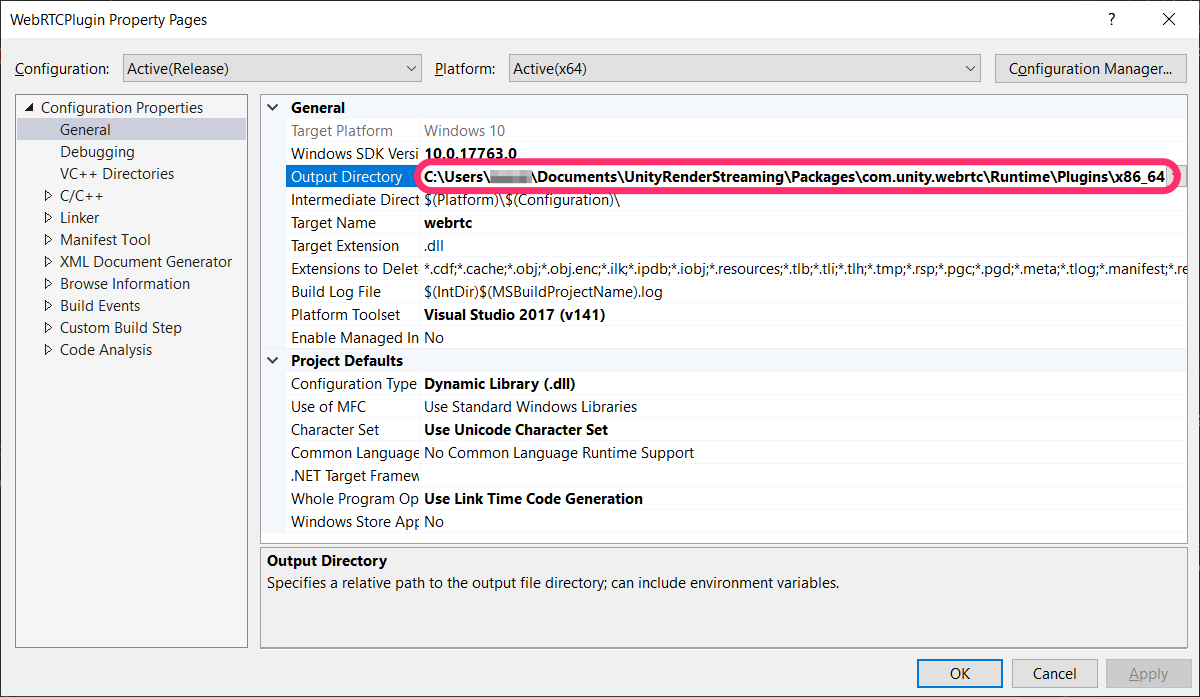 WebRTCPlugin Property Pages
Configuration: Active(Release) Platform: Active(x64) Configuration Manager...
Configuration Properties
General
Debugging
VC++ Directories
C/C++
Linker
Manifest Tool
XML Document Generator
Browse Information
Build Events
Custom Build Step
Code Analysis
General
Target Platform Windows 10
Windows SDK Versi 10.0.17763.0
Output Directory C:\Users\ \Documents\UnityRenderStreaming\Packages\com.unity.webrtc\Runtime\Plugins\x86_64
Intermediate Direct $(Platform)\$(Configuration)\
Target Name webrtc
Target Extension .dll
Extensions to Delet *.cdf;*.cache;*.obj;*.obj.enc;*.ilk;*.ipdb;*.iobj;*.resources;*.tlb;*.tli;*.tlh;*.tmp;*.rsp;*.pgc;*.pgd;*.meta;*.tlog;*.manifest;*.re
Build Log File $(IntDir)$(MSBuildProjectName).log
Platform Toolset Visual Studio 2017 (v141)
Enable Managed In No
Project Defaults
Configuration Type Dynamic Library (.dll)
Use of MFC Use Standard Windows Libraries
Character Set Use Unicode Character Set
Common Language No Common Language Runtime Support
.NET Target Framew
Whole Program Op Use Link Time Code Generation
Windows Store App No
Output Directory
Specifies a relative path to the output file directory; can include environment variables.
OK Cancel Apply